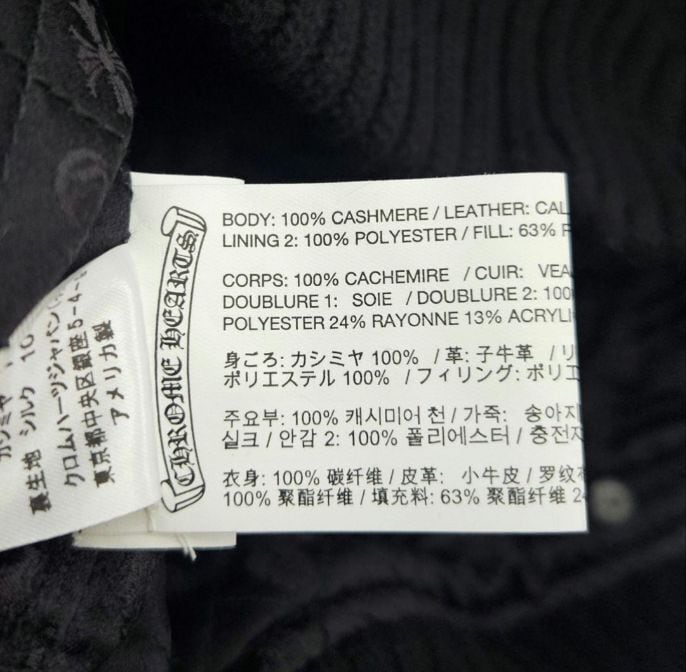 BODY: 100% CASHMERE / LEATHER: CAL
LINING 2: 100% POLYESTER / FILL: 63%
CORPS: 100% CACHEMIRE / CUIR: VEA
DOUBLURE 1: SOIE / DOUBLURE 2: 100
POLYESTER 24% RAYONNE 13% ACRYLI
身ごろ: カシミヤ 100% / 革: 子牛革 / リ
ポリエステル 100% / フィリング: ポリエ
주요부: 100% 캐시미어 천 / 가죽: 송아지
실크 / 안감 2: 100% 폴리에스터 / 충전재
衣身: 100% 碳纤维 / 皮革: 小牛皮 / 罗纹
100% 聚酯纤维 / 填充料: 63% 聚酯纤维 2
CHROME HEARTS
裏生地 シルク 10
クロムハーツジャパン
東京都中央区銀座5-4-
アメリカ製